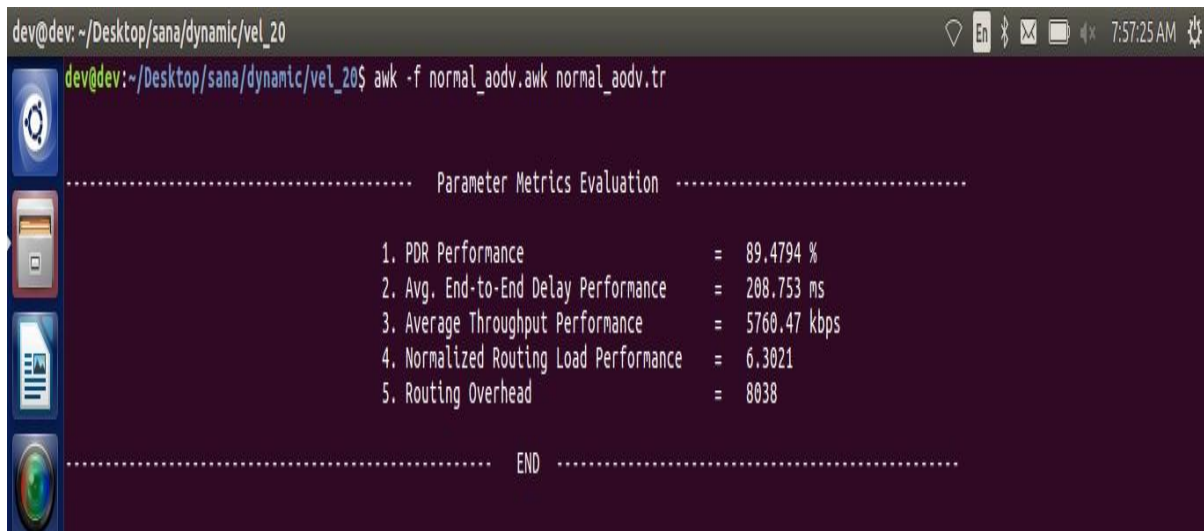 dev@dev: ~/Desktop/sana/dynamic/vel_20 En 7:57:25 AM
dev@dev:~/Desktop/sana/dynamic/vel_20$ awk -f normal_aodv.awk normal_aodv.tr
-------------------------------------------- Parameter Metrics Evaluation -------------------------------------
1. PDR Performance = 89.4794 %
2. Avg. End-to-End Delay Performance = 208.753 ms
3. Average Throughput Performance = 5760.47 kbps
4. Normalized Routing Load Performance = 6.3021
5. Routing Overhead = 8038
------------------------------------------------------ END ---------------------------------------------------